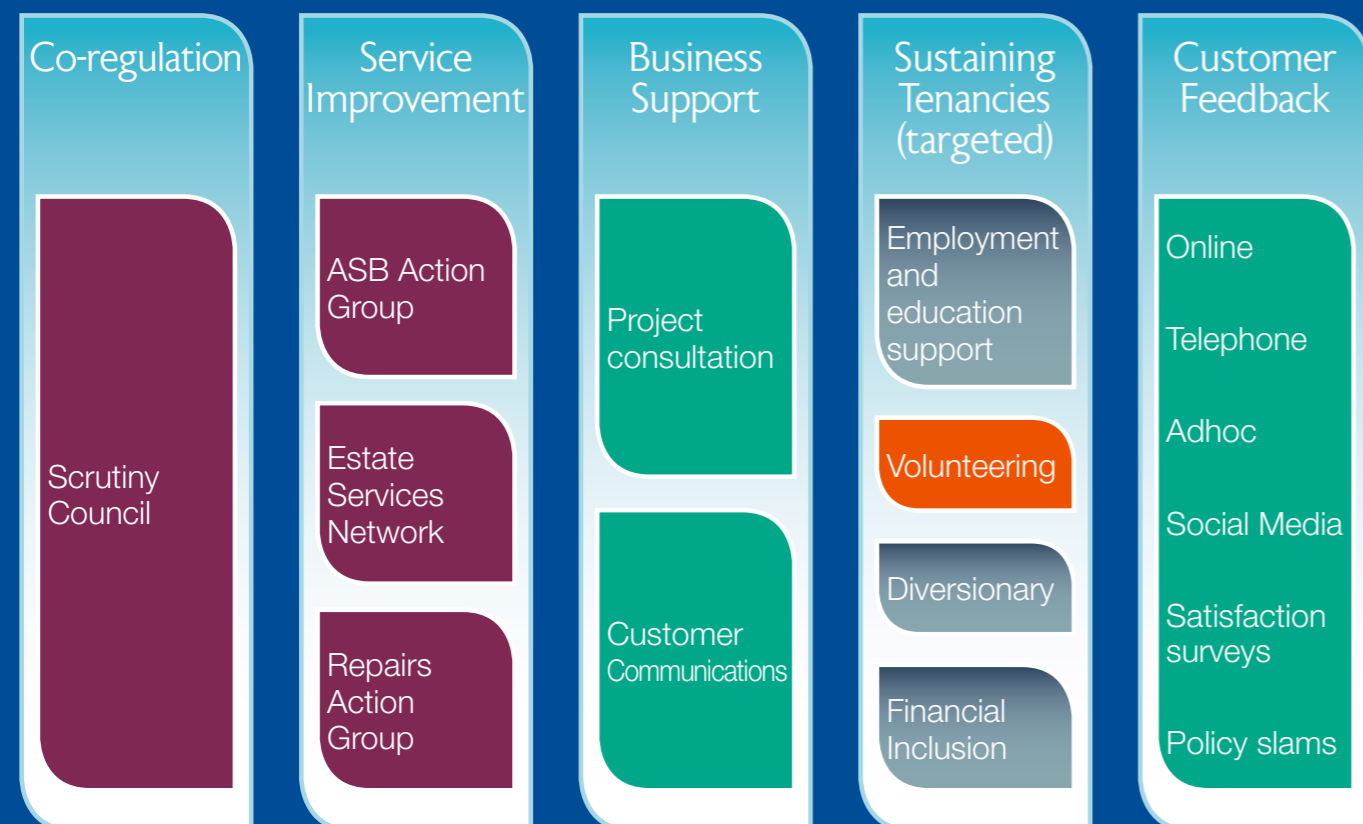 Co-regulation
Scrutiny
Council
Service
Improvement
ASB Action
Group
Estate
Services
Network
Repairs
Action
Group
Business
Support
Project
consultation
Customer
Communications
Sustaining
Tenancies
(targeted)
Employment
and
education
support
Volunteering
Diversionary
Financial
Inclusion
Customer
Feedback
Online
Telephone
Adhoc
Social Media
Satisfaction
surveys
Policy slams